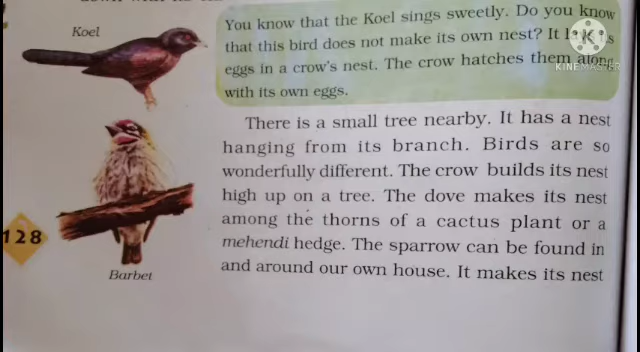 Koel
You know that the Koel sings sweetly. Do you know
that this bird does not make its own nest? It
eggs in a crow's nest. The crow hatches them along
with its own eggs.
There is a small tree nearby. It has a nest
hanging from its branch. Birds are so
wonderfully different. The crow builds its nest
high up on a tree. The dove makes its nest
among the thorns of a cactus plant or a
mehendi hedge. The sparrow can be found in
and around our own house. It makes its nest
128
Barbet
K
KINEMASTER